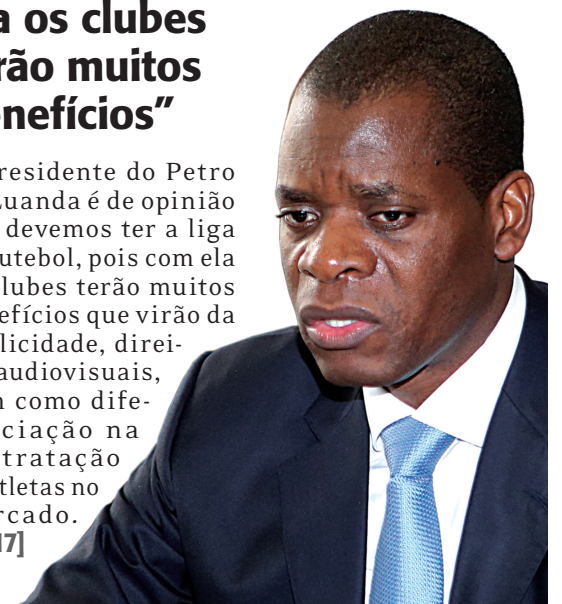 a os clubes
rão muitos
nefícios”
residente do Petro
Luanda é de opinião
devemos ter a liga
utebol, pois com ela
lubes terão muitos
efícios que virão da
licidade, direi-
audiovisuais,
m como dife-
ciação na
tratação
tletas no
rcado.
17]